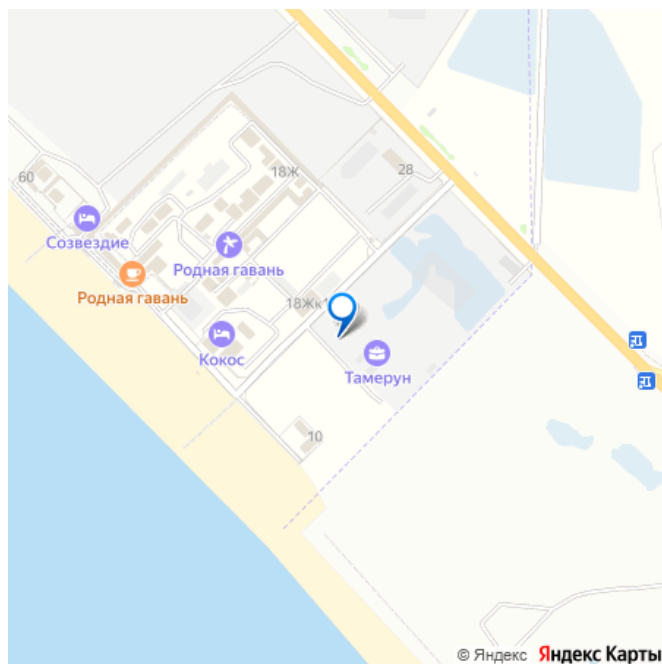 18Ж
28
60
Созвездие
Родная гавань
Родная гавань
18Жк1
Кокос
Тамерун
10
© Яндекс Яндекс Карты